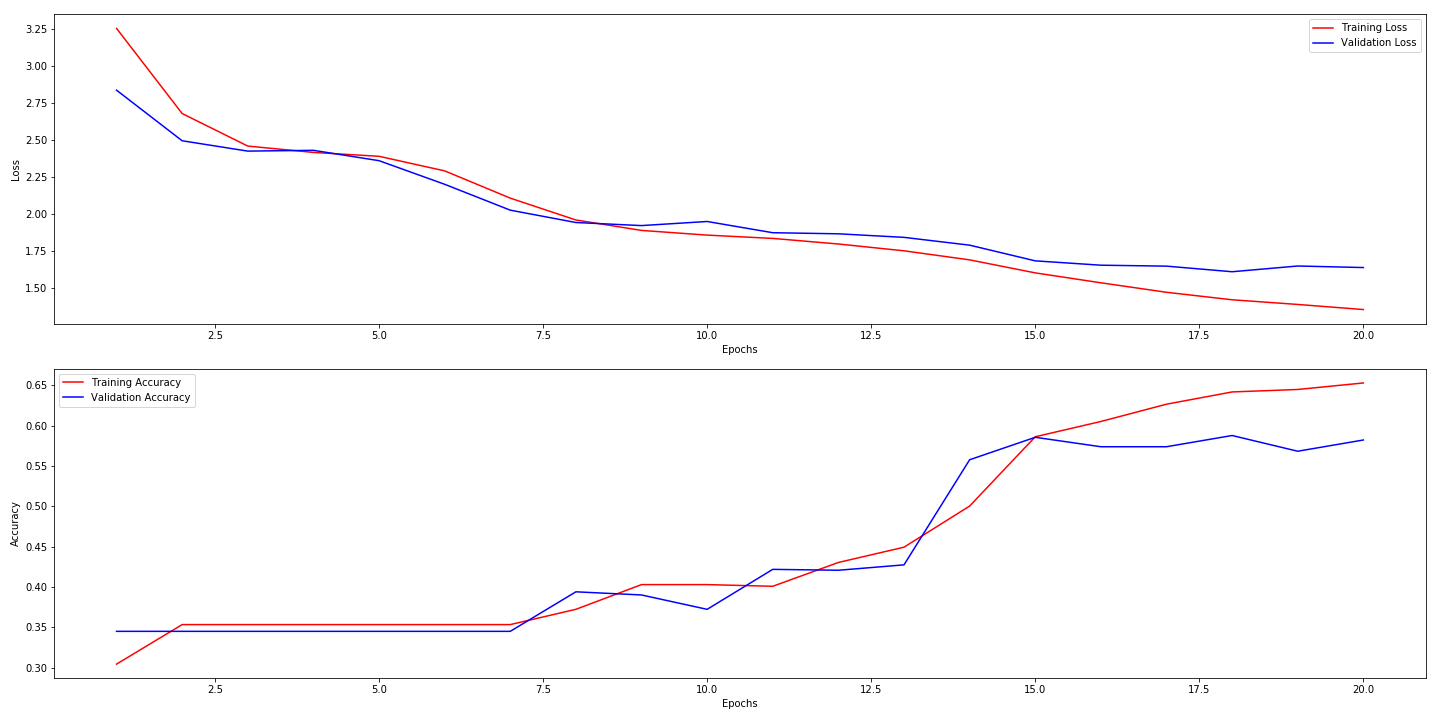 3.25
3.00
2.75
2.50
2.25
2.00
1.75
1.50
Loss
Training Loss
Validation Loss
2.5 5.0 7.5 10.0 12.5 15.0 17.5 20.0
Epochs
0.65
0.60
0.55
0.50
0.45
0.40
0.35
0.30
Accuracy
Training Accuracy
Validation Accuracy
2.5 5.0 7.5 10.0 12.5 15.0 17.5 20.0
Epochs